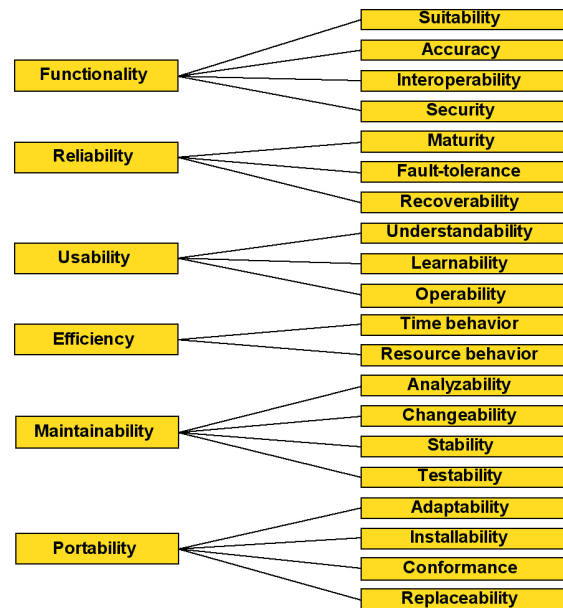 Functionality
Suitability
Accuracy
Interoperability
Security
Reliability
Maturity
Fault-tolerance
Recoverability
Usability
Understandability
Learnability
Operability
Efficiency
Time behavior
Resource behavior
Maintainability
Analyzability
Changeability
Stability
Testability
Portability
Adaptability
Installability
Conformance
Replaceability